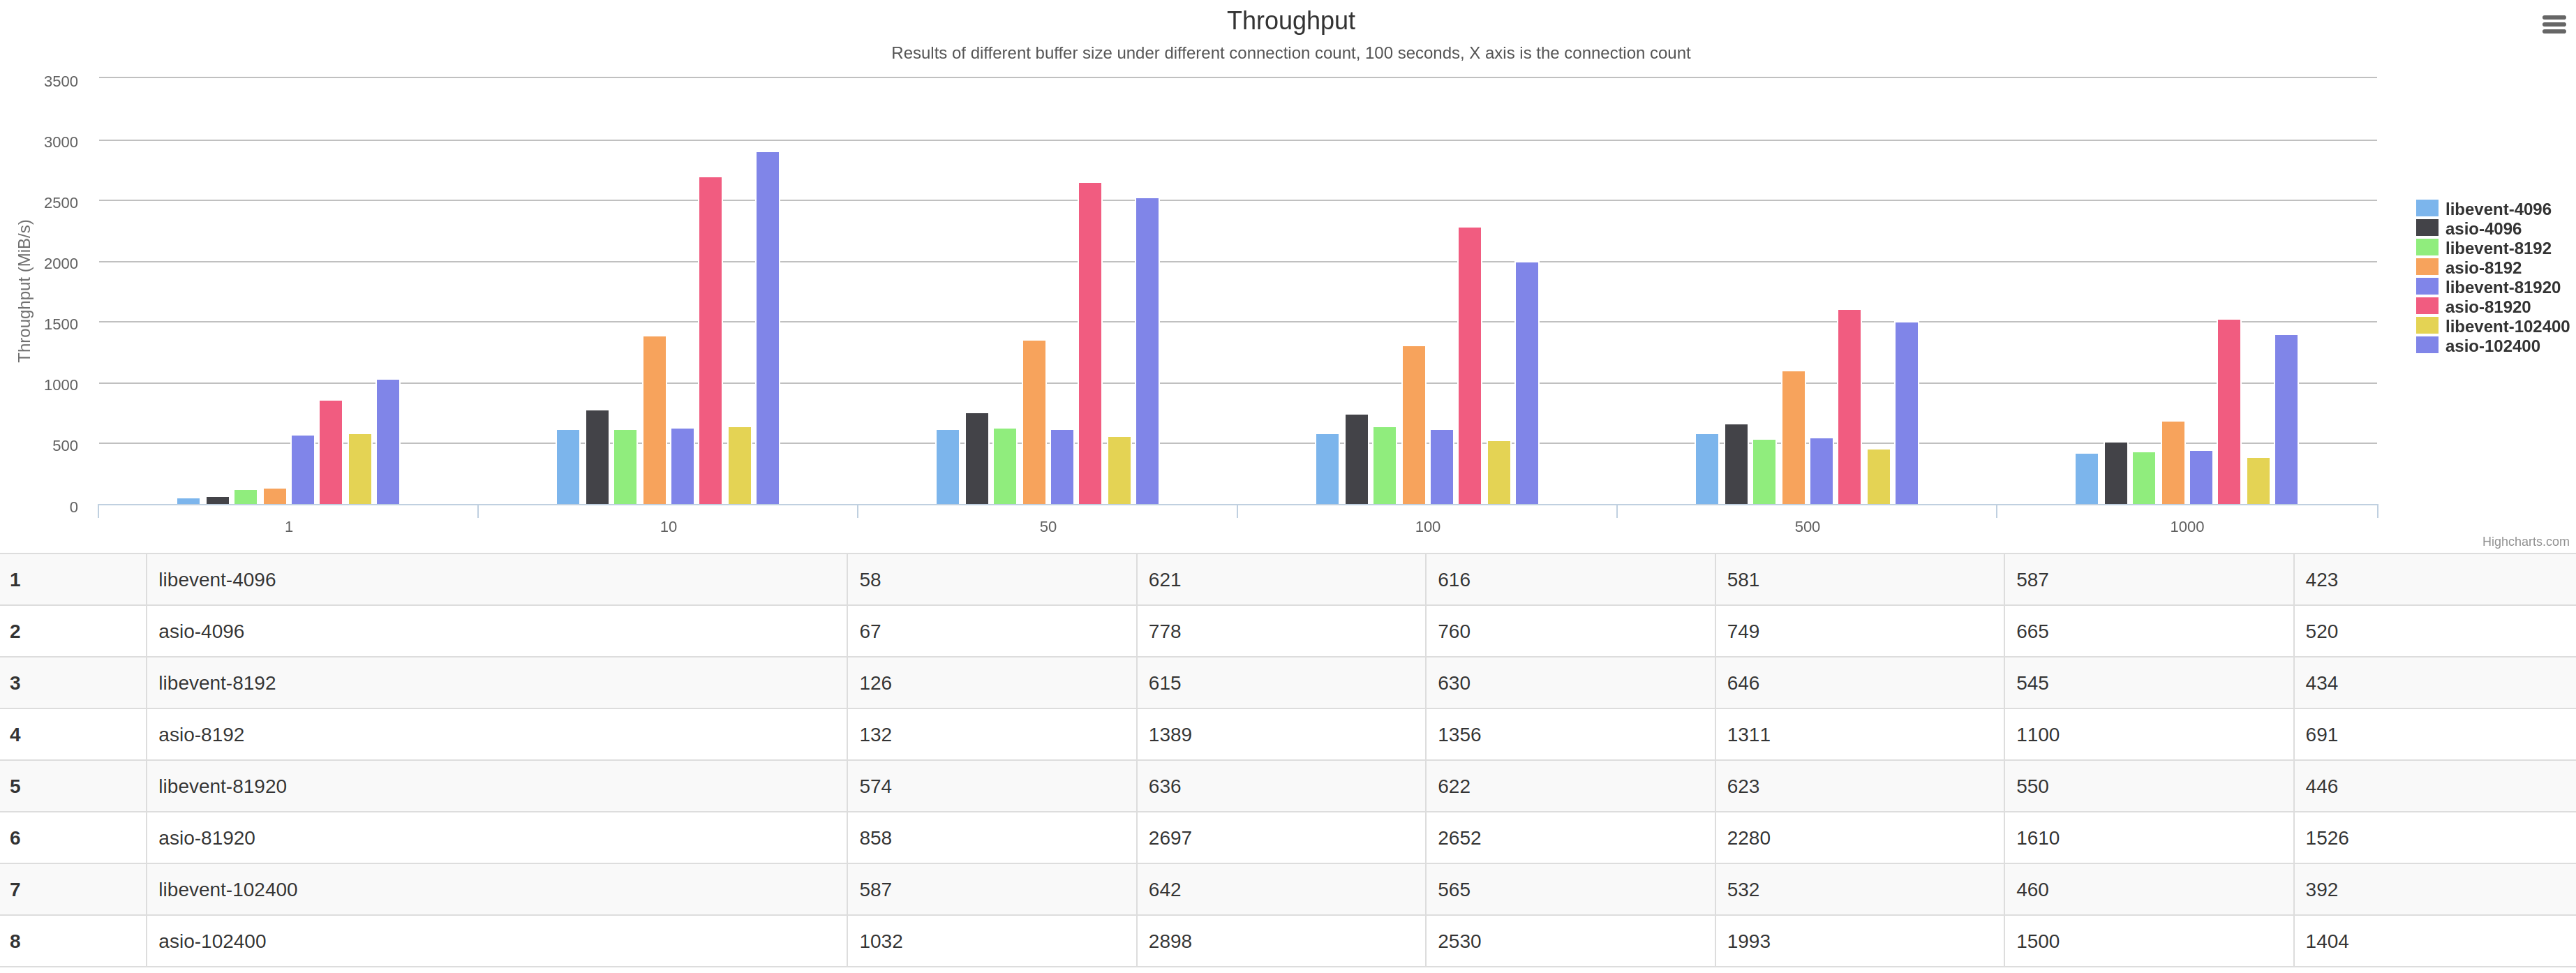 Throughput
Results of different buffer size under different connection count, 100 seconds, X axis is the connection count
Throughput (MiB/s)
3500
3000
2500
2000
1500
1000
500
0
1 10 50 100 500 1000
libevent-4096
asio-4096
libevent-8192
asio-8192
libevent-81920
asio-81920
libevent-102400
asio-102400
Highcharts.com
1 libevent-4096 58 621 616 581 587 423
2 asio-4096 67 778 760 749 665 520
3 libevent-8192 126 615 630 646 545 434
4 asio-8192 132 1389 1356 1311 1100 691
5 libevent-81920 574 636 622 623 550 446
6 asio-81920 858 2697 2652 2280 1610 1526
7 libevent-102400 587 642 565 532 460 392
8 asio-102400 1032 2898 2530 1993 1500 1404